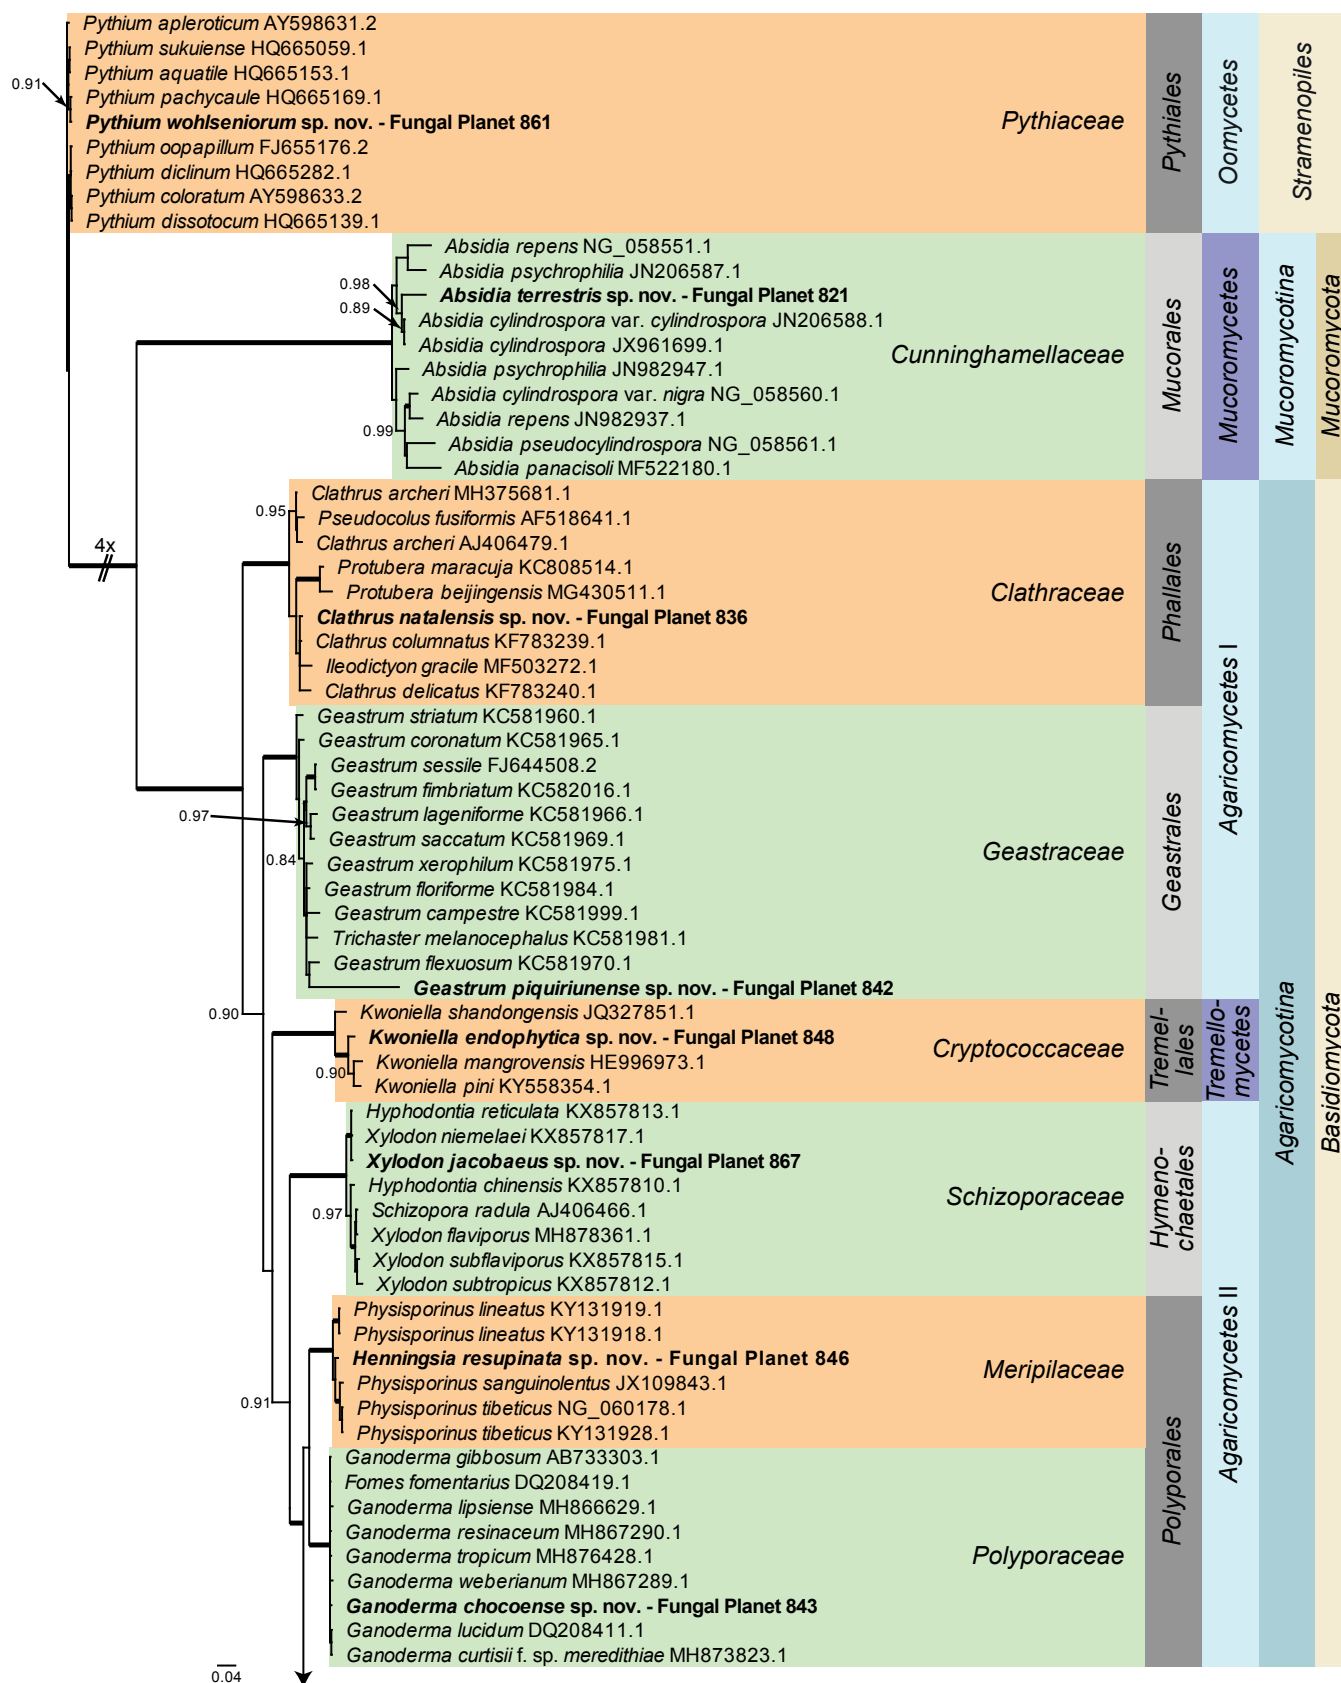 Pythium apleroticum AY598631.2
Pythium sukuiense HQ665059.1
Pythium aquatile HQ665153.1
0.91
Pythium pachycaule HQ665169.1
Pythium wohlseniorum sp. nov. - Fungal Planet 861
Pythium oopapillum FJ655176.2
Pythium diclinum HQ665282.1
Pythium coloratum AY598633.2
Pythium dissotocum HQ665139.1
Pythiaceae
Pythiales
Oomycetes
Stramenopiles
Absidia repens NG_058551.1
Absidia psychrophilia JN206587.1
0.98
Absidia terrestris sp. nov. - Fungal Planet 821
0.89
Absidia cylindrospora var. cylindrospora JN206588.1
Absidia cylindrospora JX961699.1
Absidia psychrophilia JN982947.1
Absidia cylindrospora var. nigra NG_058560.1
Absidia repens JN982937.1
0.99
Absidia pseudocylindrospora NG_058561.1
Absidia panacisoli MF522180.1
Cunninghamellaceae
Mucorales
Mucoromycetes
Mucoromycotina
Mucoromycota
4x
Clathrus archeri MH375681.1
0.95
Pseudocolus fusiformis AF518641.1
Clathrus archeri AJ406479.1
Protubera maracuja KC808514.1
Protubera beijingensis MG430511.1
Clathrus natalensis sp. nov. - Fungal Planet 836
Clathrus columnatus KF783239.1
Ileodictyon gracile MF503272.1
Clathrus delicatus KF783240.1
Clathraceae
Phallales
Agaricomycetes I
Geastrum striatum KC581960.1
Geastrum coronatum KC581965.1
Geastrum sessile FJ644508.2
Geastrum fimbriatum KC582016.1
0.97
Geastrum lageniforme KC581966.1
Geastrum saccatum KC581969.1
0.84
Geastrum xerophilum KC581975.1
Geastrum floriforme KC581984.1
Geastrum campestre KC581999.1
Trichaster melanocephalus KC581981.1
Geastrum flexuosum KC581970.1
Geastrum piquiriunense sp. nov. - Fungal Planet 842
Geastraceae
Geastrales
0.90
Kwoniella shandongensis JQ327851.1
Kwoniella endophytica sp. nov. - Fungal Planet 848
Kwoniella mangrovensis HE996973.1
0.90
Kwoniella pini KY558354.1
Cryptococcaceae
Tremel-
lales
Tremello-
mycetes
Agaricomycotina
Basidiomycota
Hyphodontia reticulata KX857813.1
Xylodon niemelaei KX857817.1
Xylodon jacobaeus sp. nov. - Fungal Planet 867
Hyphodontia chinensis KX857810.1
0.97
Schizopora radula AJ406466.1
Xylodon flaviporus MH878361.1
Xylodon subflaviporus KX857815.1
Xylodon subtropicus KX857812.1
Schizoporaceae
Hymeno-
chaetales
Agaricomycetes II
Physisporinus lineatus KY131919.1
Physisporinus lineatus KY131918.1
Henningsia resupinata sp. nov. - Fungal Planet 846
Physisporinus sanguinolentus JX109843.1
0.91
Physisporinus tibeticus NG_060178.1
Physisporinus tibeticus KY131928.1
Meripilaceae
Polyporales
Ganoderma gibbosum AB733303.1
Fomes fomentarius DQ208419.1
Ganoderma lipsiense MH866629.1
Ganoderma resinaceum MH867290.1
Ganoderma tropicum MH876428.1
Ganoderma weberianum MH867289.1
Ganoderma chocoense sp. nov. - Fungal Planet 843
Ganoderma lucidum DQ208411.1
Ganoderma curtisii f. sp. meredithiae MH873823.1
Polyporaceae
0.04